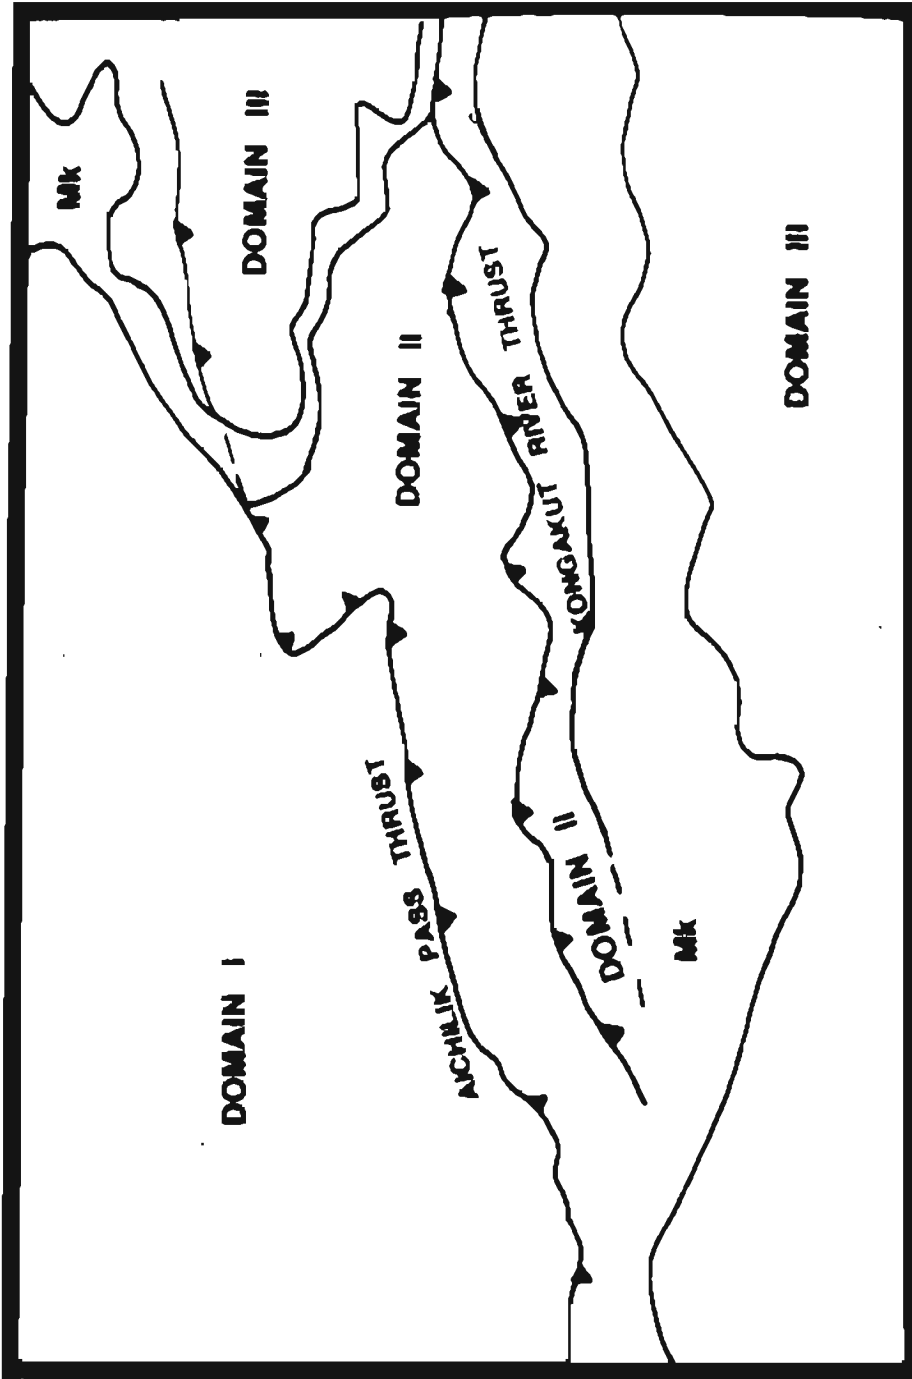 Mk
DOMAIN III
DOMAIN II
KONGAKUT RIVER THRUST
DOMAIN III
DOMAIN I
AICHILIK PASS THRUST
DOMAIN II
Mk